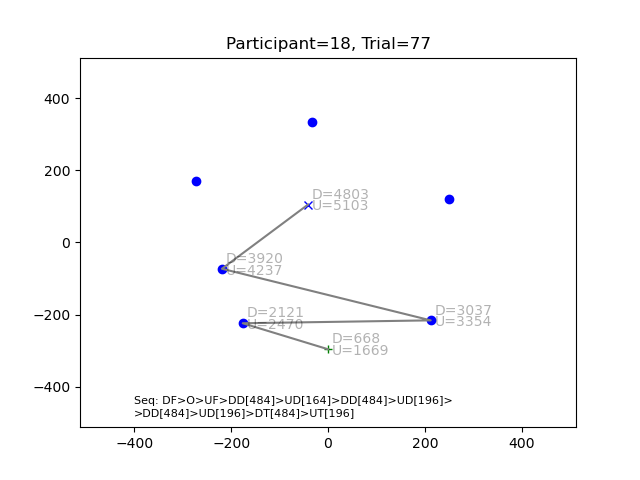 Participant=18, Trial=77
400
200
0
−200
−400
D=4803
U=5103
D=3920
U=4237
D=2121
U=2470
D=3037
U=3354
D=668
U=1669
Seq: DF>O>UF>DD[484]>UD[164]>DD[484]>UD[196]>
>DD[484]>UD[196]>DT[484]>UT[196]
−400
−200
0
200
400